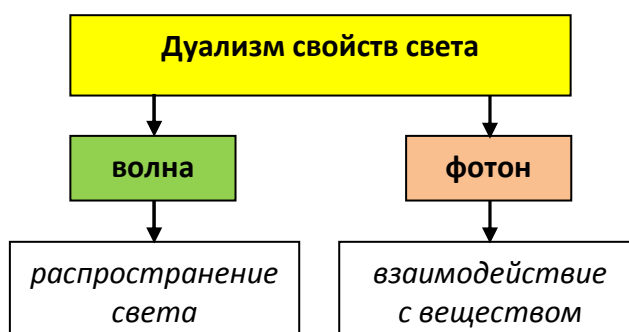 Дуализм свойств света
волна
фотон
распространение
света
взаимодействие
с веществом